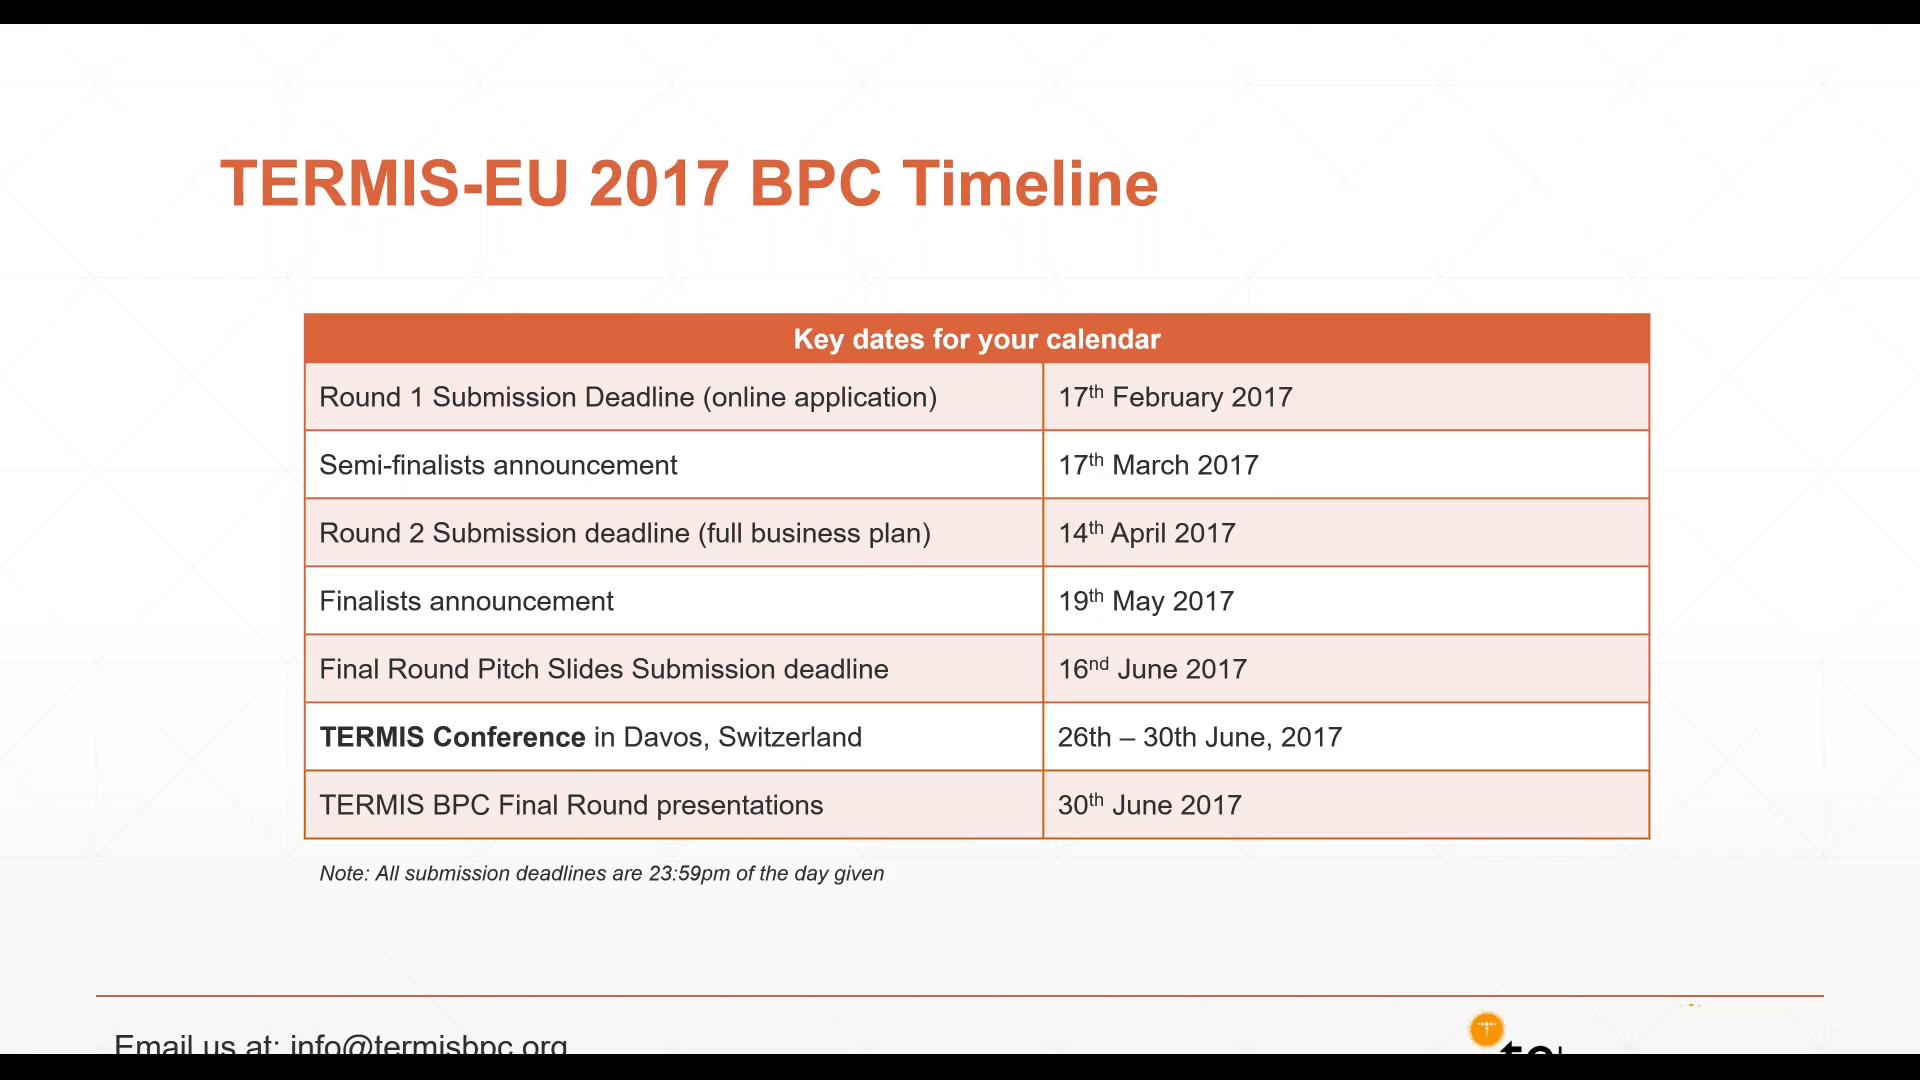 TERMIS-EU 2017 BPC Timeline
Key dates for your calendar
Round 1 Submission Deadline (online application) 17th February 2017
Semi-finalists announcement 17th March 2017
Round 2 Submission deadline (full business plan) 14th April 2017
Finalists announcement 19th May 2017
Final Round Pitch Slides Submission deadline 16nd June 2017
TERMIS Conference in Davos, Switzerland 26th – 30th June, 2017
TERMIS BPC Final Round presentations 30th June 2017
Note: All submission deadlines are 23:59pm of the day given
Email us at: info@termisbpc.org